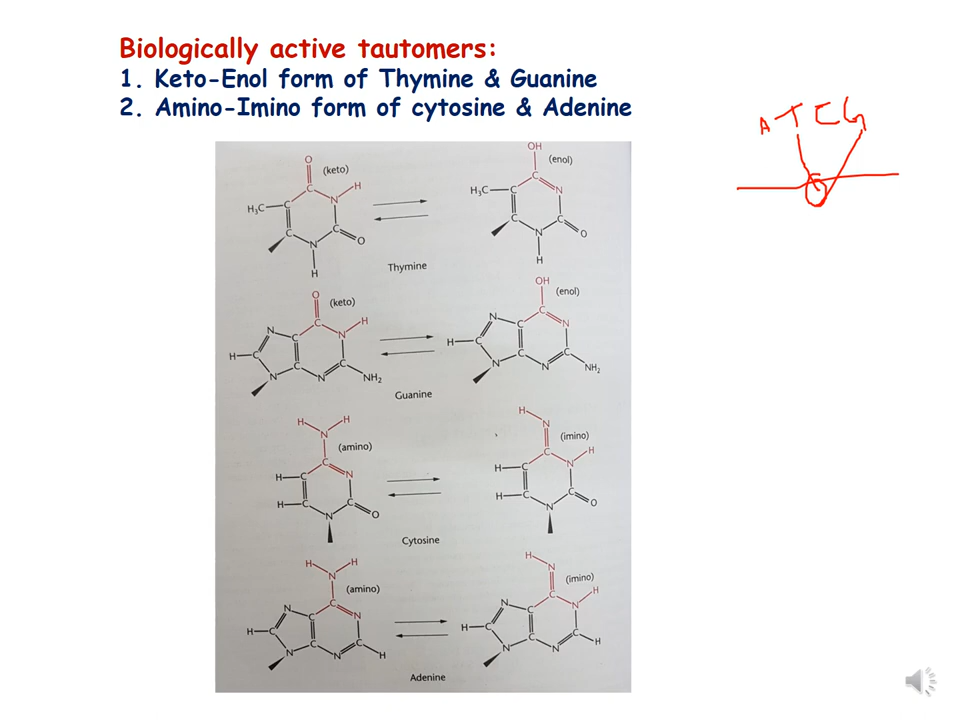 Biologically active tautomers:
1. Keto-Enol form of Thymine & Guanine
2. Amino-Imino form of cytosine & Adenine
A T C G
O (keto) C N H H₃C C C N H C O
OH (enol) C N H₃C C C N H C O
Thymine
O (keto) C N H N C H C N C N C NH₂
OH (enol) C N N C H C N C N C NH₂
Guanine
H H N (amino) C N H C H C N C O
H N (imino) C N H H C H C N C O
Cytosine
H H N (amino) C N N C H C N C N C H
H N (imino) C N H N C H C N C N C H
Adenine